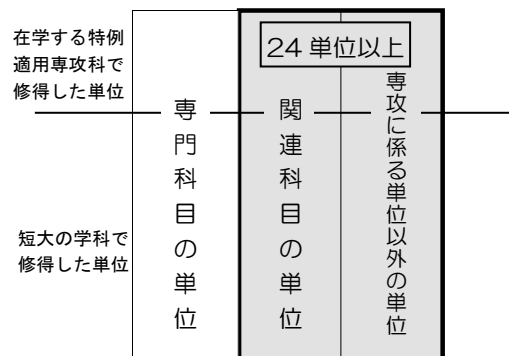 在学する特例
適用専攻科で
修得した単位
24 単位以上
専門科目の単位
関連科目の単位
専攻に係る単位以外の単位
短大の学科で
修得した単位